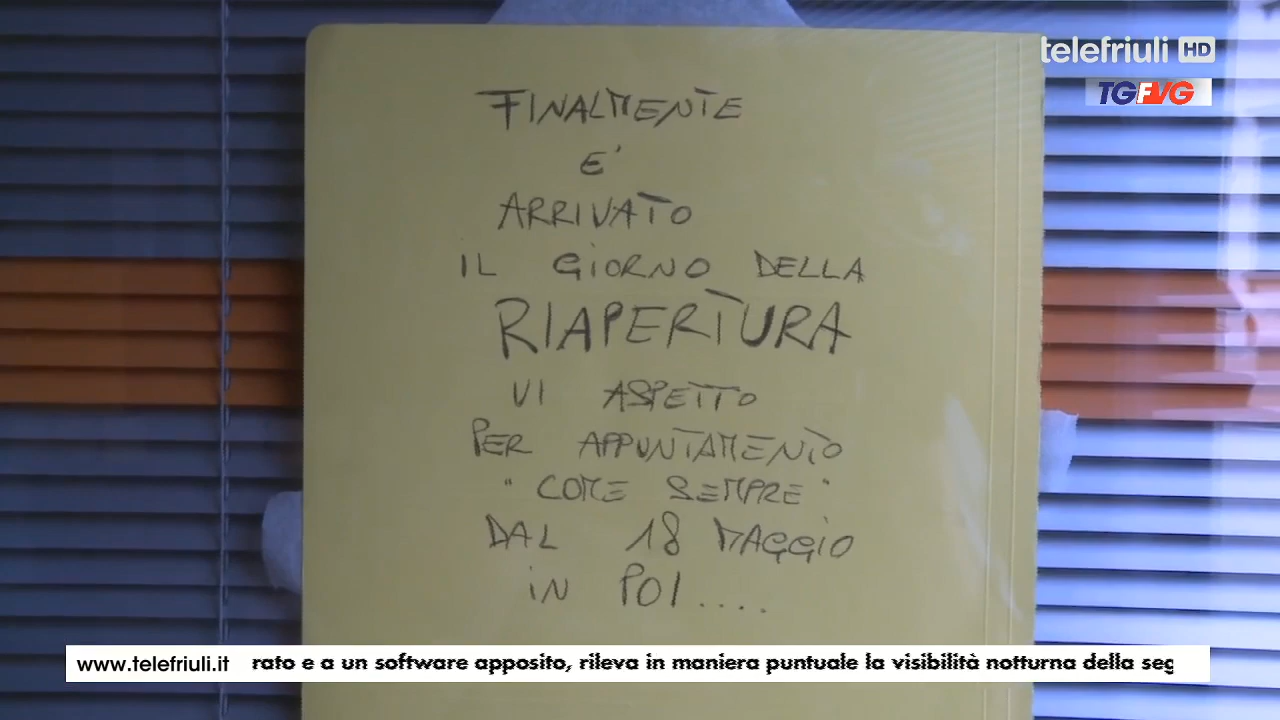 telefriuli HD
TGFVG
FINALMENTE
E'
ARRIVATO
IL GIORNO DELLA
RIAPERTURA
VI ASPETTO
PER APPUNTAMENTO
"COME SEMPRE"
DAL 18 MAGGIO
IN POI....
www.telefriuli.it rato e a un software apposito, rileva in maniera puntuale la visibilità notturna della seg